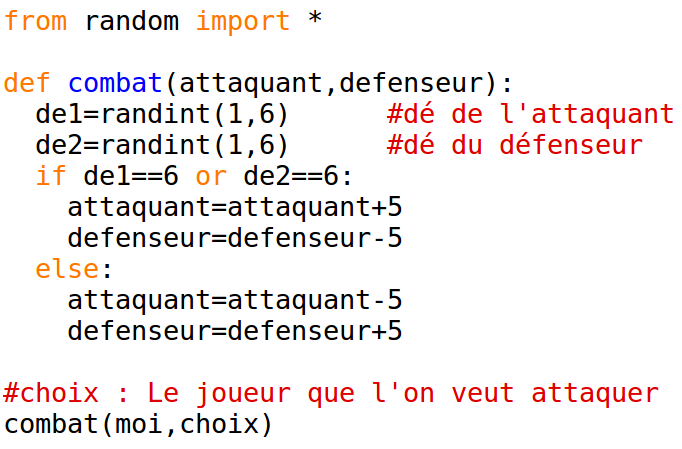 from random import *
def combat(attaquant,defenseur):
  de1=randint(1,6)      #dé de l'attaquant
  de2=randint(1,6)      #dé du défenseur
  if de1==6 or de2==6:
    attaquant=attaquant+5
    defenseur=defenseur-5
  else:
    attaquant=attaquant-5
    defenseur=defenseur+5
#choix : Le joueur que l'on veut attaquer
combat(moi,choix)